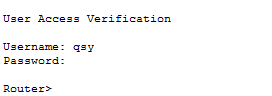 User Access Verification
Username: qsy
Password:
Router>